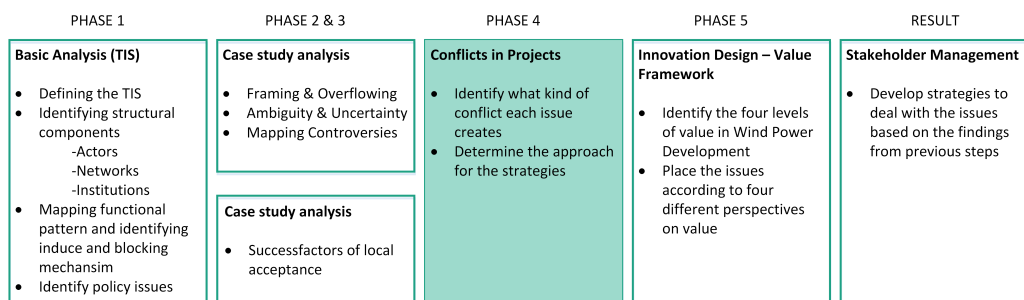 PHASE 1
Basic Analysis (TIS)
• Defining the TIS
• Identifying structural
components
-Actors
-Networks
-Institutions
• Mapping functional
pattern and identifying
induce and blocking
mechansim
• Identify policy issues
PHASE 2 & 3
Case study analysis
• Framing & Overflowing
• Ambiguity & Uncertainty
• Mapping Controversies
Case study analysis
• Successfactors of local
acceptance
PHASE 4
Conflicts in Projects
• Identify what kind of
conflict each issue
creates
• Determine the approach
for the strategies
PHASE 5
Innovation Design – Value
Framework
• Identify the four levels
of value in Wind Power
Development
• Place the issues
according to four
different perspectives
on value
RESULT
Stakeholder Management
• Develop strategies to
deal with the issues
based on the findings
from previous steps